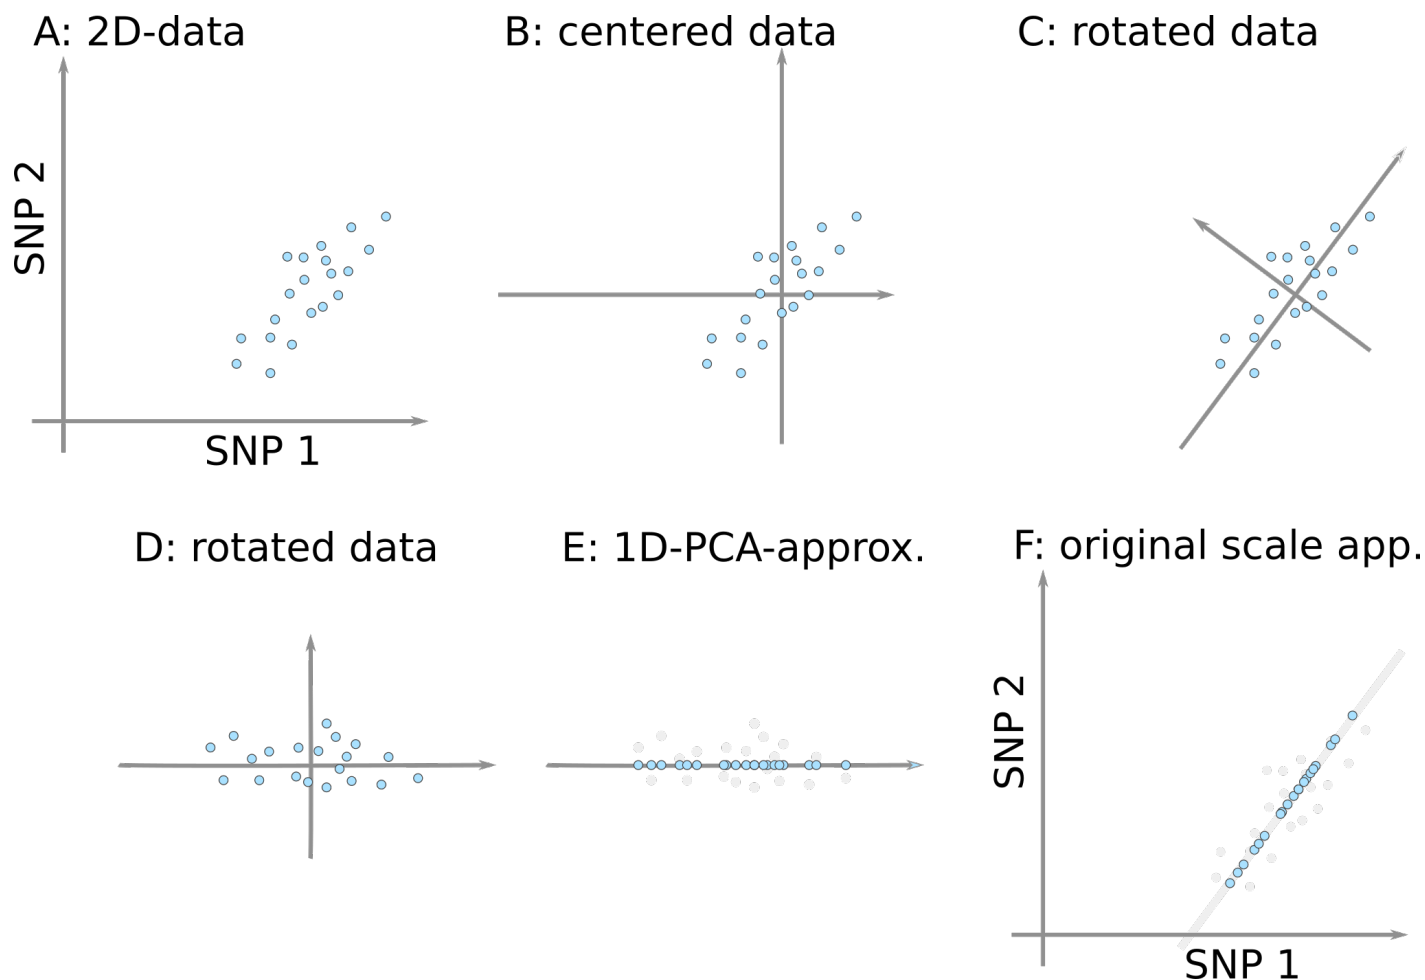 A: 2D-data
B: centered data
C: rotated data
SNP 2
SNP 1
D: rotated data
E: 1D-PCA-approx.
F: original scale app.
SNP 2
SNP 1